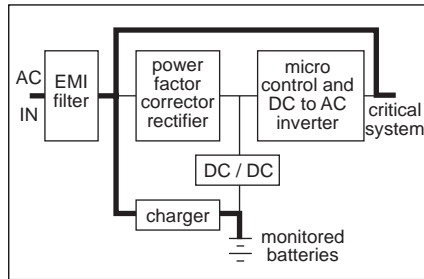 AC
IN
EMI
filter
power
factor
corrector
rectifier
micro
control and
DC to AC
inverter
critical
system
DC / DC
charger
monitored
batteries